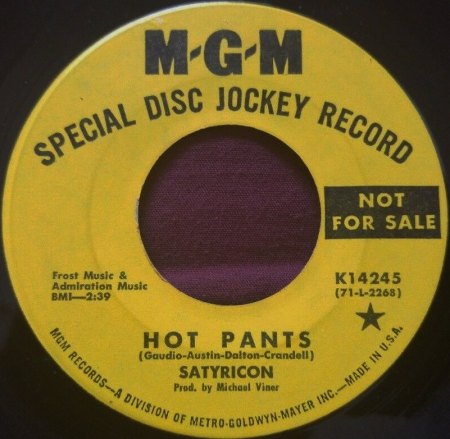 M-G-M
SPECIAL DISC JOCKEY RECORD
NOT
FOR SALE
Frost Music &
Admiration Music
BMI—2:39
K14245
(71-L-2268)
HOT PANTS
(Gaudio-Austin-Dalton-Crandell)
SATYRICON
Prod. by Michael Viner
MGM RECORDS—A DIVISION OF METRO-GOLDWYN-MAYER INC.—MADE IN U.S.A.